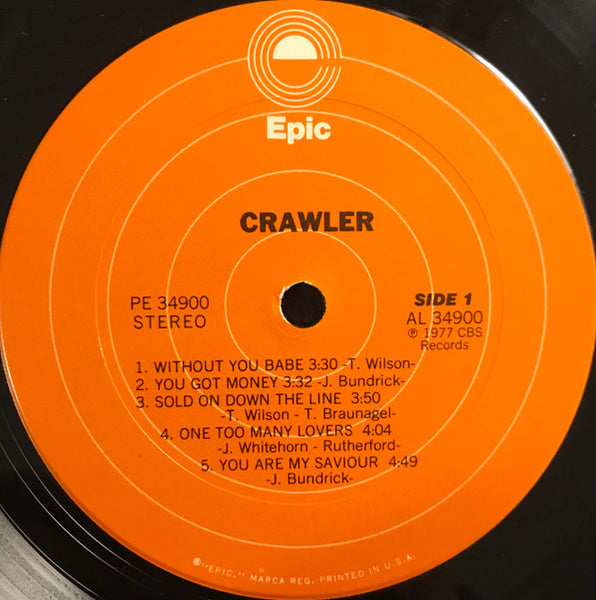 Epic
CRAWLER
PE 34900
STEREO
SIDE 1
AL 34900
Ⓟ 1977 CBS
Records
1. WITHOUT YOU BABE 3:30 -T. Wilson-
2. YOU GOT MONEY 3:32 -J. Bundrick-
3. SOLD ON DOWN THE LINE 3:50
-T. Wilson - T. Braunagel-
4. ONE TOO MANY LOVERS 4:04
-J. Whitehorn - Rutherford-
5. YOU ARE MY SAVIOUR 4:49
-J. Bundrick-
®"EPIC," MARCA REG. PRINTED IN U.S.A.